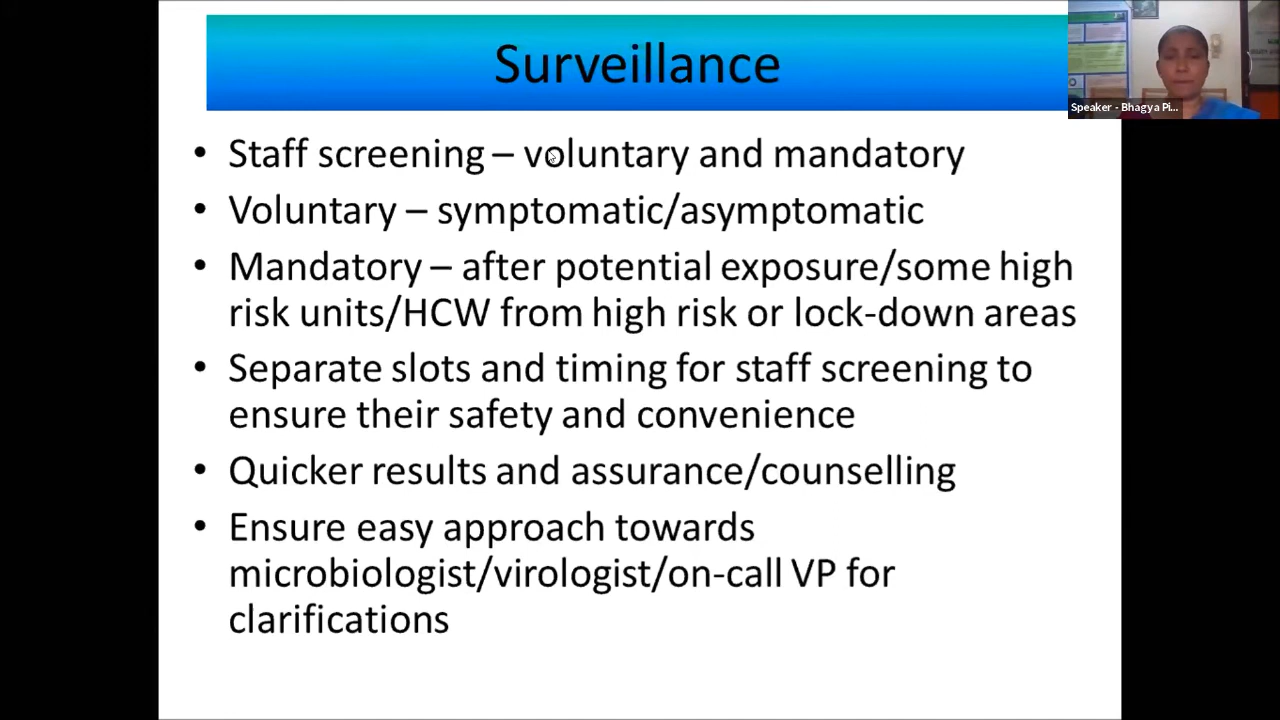 Surveillance
Speaker - Bhagya Pi...
• Staff screening – voluntary and mandatory
• Voluntary – symptomatic/asymptomatic
• Mandatory – after potential exposure/some high
risk units/HCW from high risk or lock-down areas
• Separate slots and timing for staff screening to
ensure their safety and convenience
• Quicker results and assurance/counselling
• Ensure easy approach towards
microbiologist/virologist/on-call VP for
clarifications